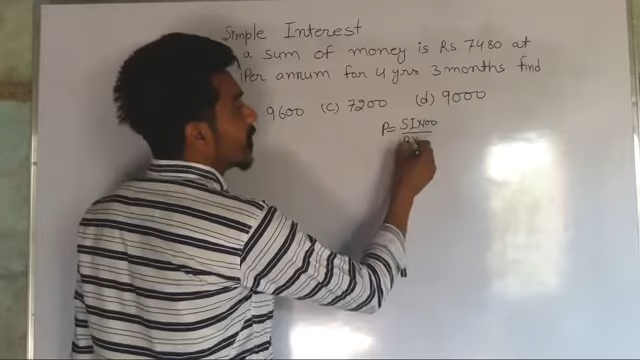 Simple Interest
a sum of money is Rs 7480 at
Per annum for 4 yrs 3 months find
9600 (c) 7200 (d) 9000
P = SI×100
R ×